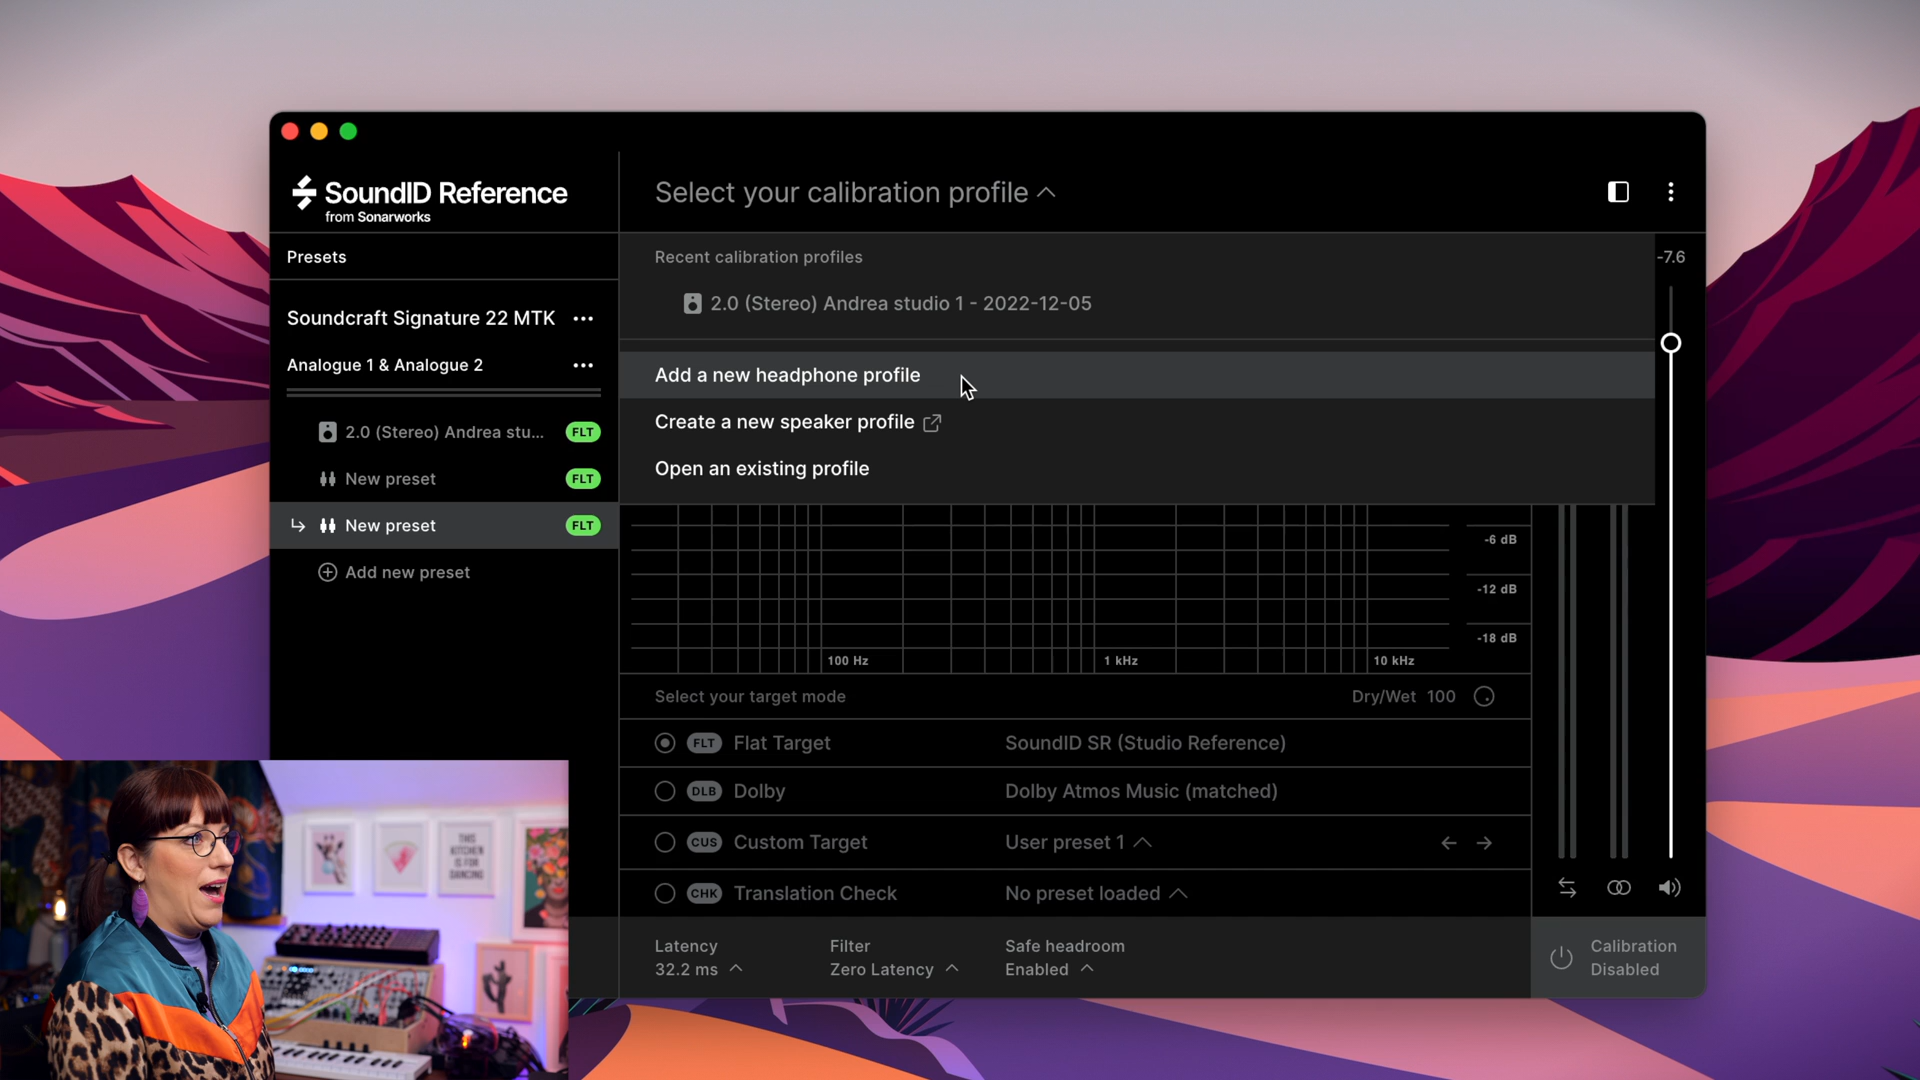 SoundID Reference
from Sonarworks
Select your calibration profile
Presets
Recent calibration profiles
-7.6
2.0 (Stereo) Andrea studio 1 - 2022-12-05
Soundcraft Signature 22 MTK
Analogue 1 & Analogue 2
Add a new headphone profile
Create a new speaker profile
Open an existing profile
2.0 (Stereo) Andrea stu... FLT
New preset FLT
New preset FLT
Add new preset
-6 dB
-12 dB
-18 dB
100 Hz 1 kHz 10 kHz
Select your target mode Dry/Wet 100
FLT Flat Target SoundID SR (Studio Reference)
DLB Dolby Dolby Atmos Music (matched)
CUS Custom Target User preset 1
CHK Translation Check No preset loaded
Latency
32.2 ms
Filter
Zero Latency
Safe headroom
Enabled
Calibration
Disabled
THIS
KITCHEN
IS FOR
DANCING